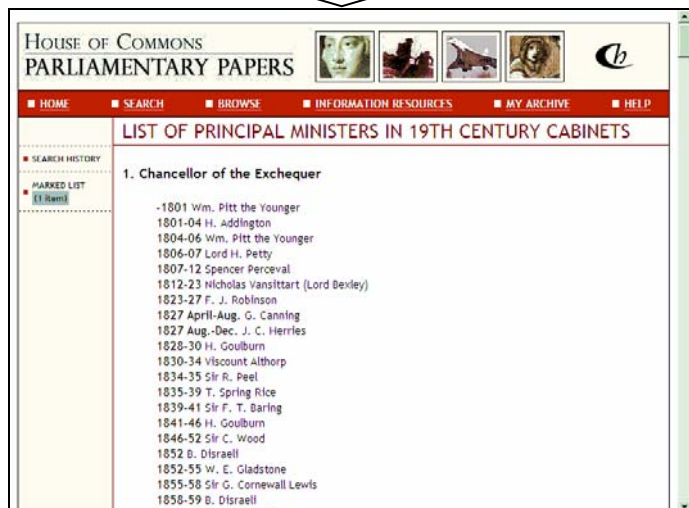 HOUSE OF COMMONS
PARLIAMENTARY PAPERS
Ch
HOME SEARCH BROWSE INFORMATION RESOURCES MY ARCHIVE HELP
LIST OF PRINCIPAL MINISTERS IN 19TH CENTURY CABINETS
SEARCH HISTORY
MARKED LIST
(1 item)
1. Chancellor of the Exchequer
-1801 Wm. Pitt the Younger
1801-04 H. Addington
1804-06 Wm. Pitt the Younger
1806-07 Lord H. Petty
1807-12 Spencer Perceval
1812-23 Nicholas Vansittart (Lord Bexley)
1823-27 F. J. Robinson
1827 April-Aug. G. Canning
1827 Aug.-Dec. J. C. Herries
1828-30 H. Goulburn
1830-34 Viscount Althorp
1834-35 Sir R. Peel
1835-39 T. Spring Rice
1839-41 Sir F. T. Baring
1841-46 H. Goulburn
1846-52 Sir C. Wood
1852 B. Disraeli
1852-55 W. E. Gladstone
1855-58 Sir G. Cornewall Lewis
1858-59 B. Disraeli